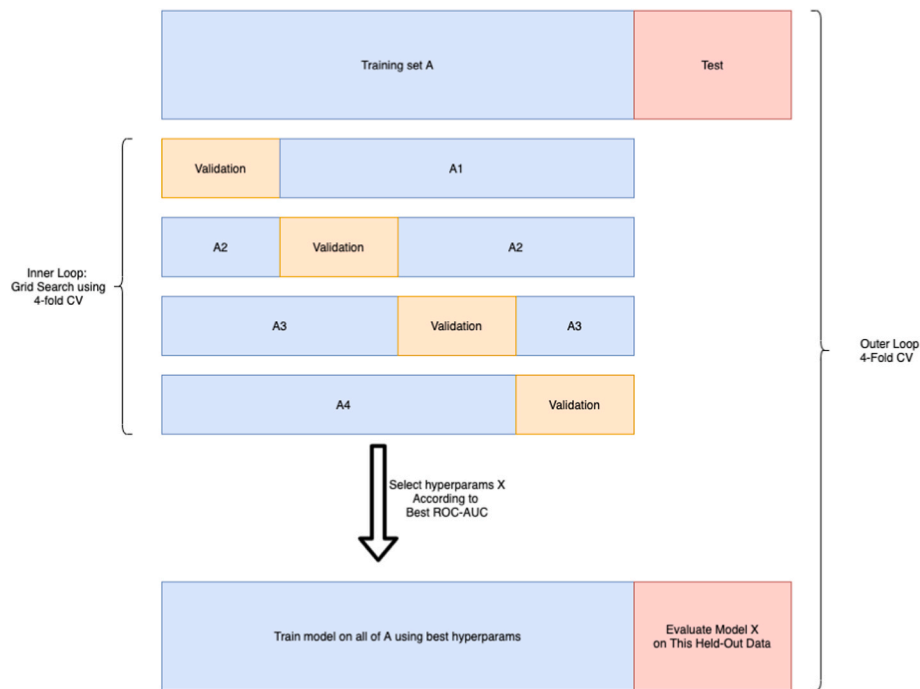 Training set A
Test
Validation
A1
A2
Validation
A2
Inner Loop:
Grid Search using
4-fold CV
A3
Validation
A3
Outer Loop
4-Fold CV
A4
Validation
Select hyperparams X
According to
Best ROC-AUC
Train model on all of A using best hyperparams
Evaluate Model X
on This Held-Out Data